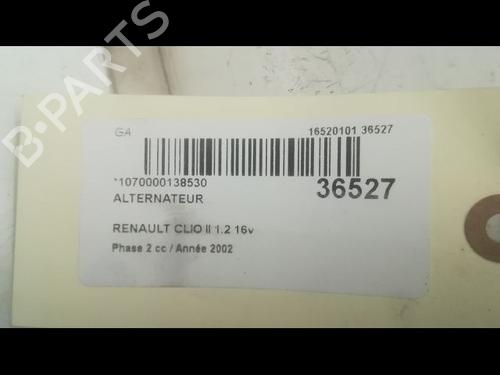 B-PARTS
GA
16520101 36527
*1070000138530
36527
ALTERNATEUR
RENAULT CLIO II 1.2 16v
Phase 2 cc / Année 2002